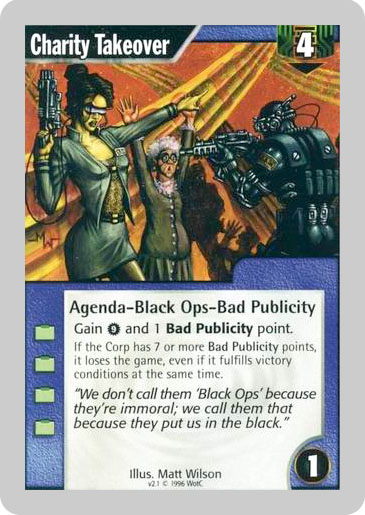 Charity Takeover
4
Agenda-Black Ops-Bad Publicity
Gain 9 and 1 Bad Publicity point.
If the Corp has 7 or more Bad Publicity points,
it loses the game, even if it fulfills victory
conditions at the same time.
"We don't call them 'Black Ops' because
they're immoral; we call them that
because they put us in the black."
Illus. Matt Wilson
v2.1 © 1996 WotC
1